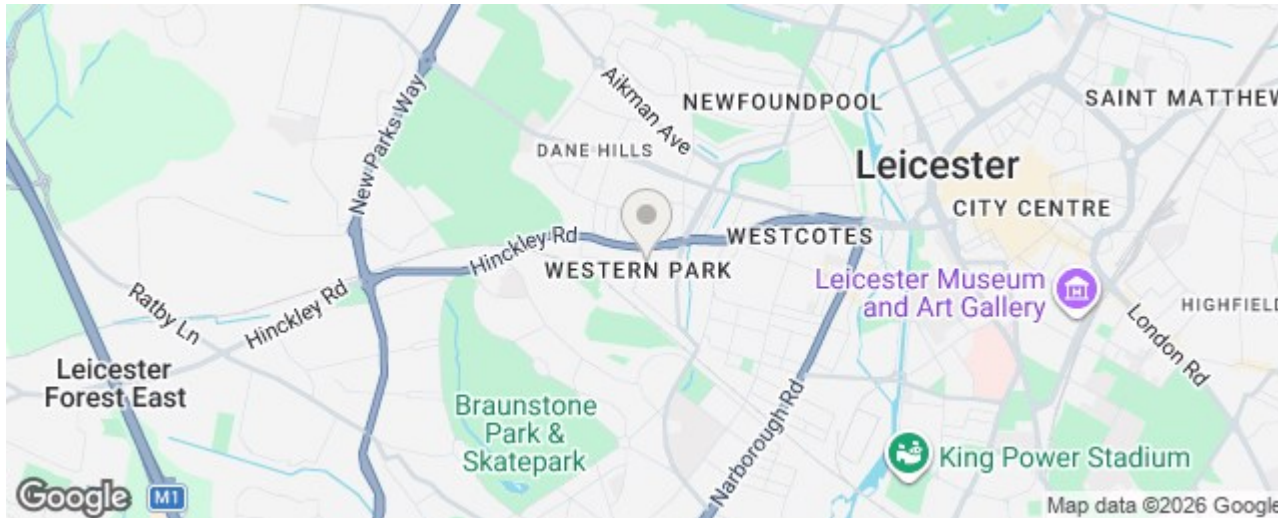 Aikman Ave
NEWFOUNDPOOL
SAINT MATTHEW
New Parks Way
DANE HILLS
Leicester
CITY CENTRE
Hinckley Rd
WESTCOTES
WESTERN PARK
Leicester Museum
and Art Gallery
HIGHFIELD
Ratby Ln
Hinckley Rd
London Rd
Leicester
Forest East
Braunstone
Park &
Skatepark
Narborough Rd
King Power Stadium
Google
M1
Map data ©2026 Google